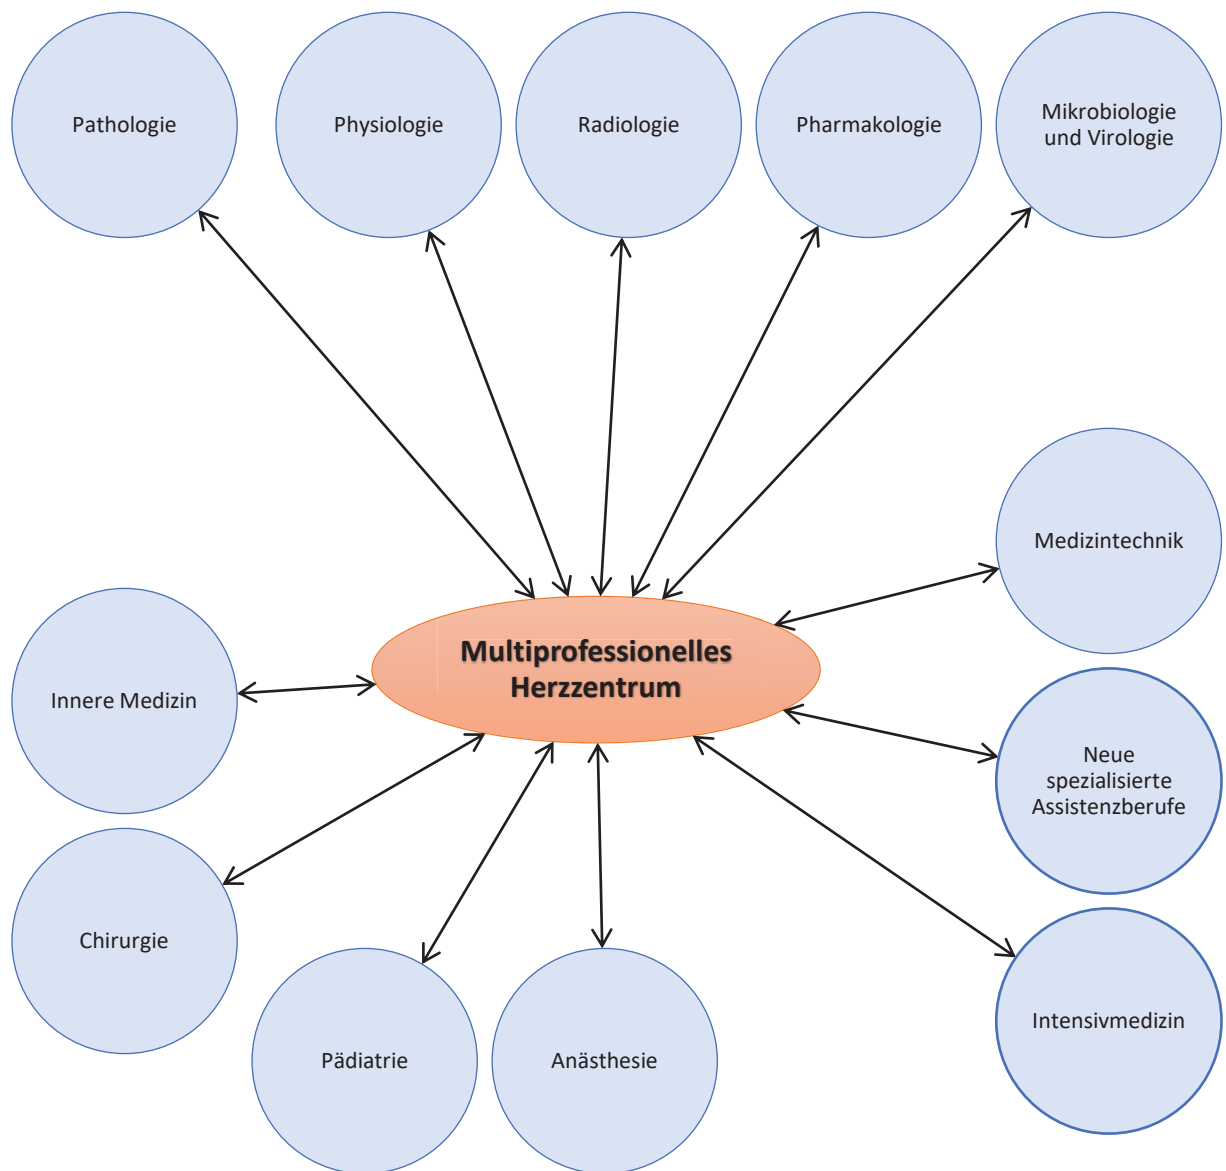 Pathologie
Physiologie
Radiologie
Pharmakologie
Mikrobiologie
und Virologie
Medizintechnik
Multiprofessionelles
Herzzentrum
Innere Medizin
Neue
spezialisierte
Assistenzberufe
Chirurgie
Intensivmedizin
Pädiatrie
Anästhesie